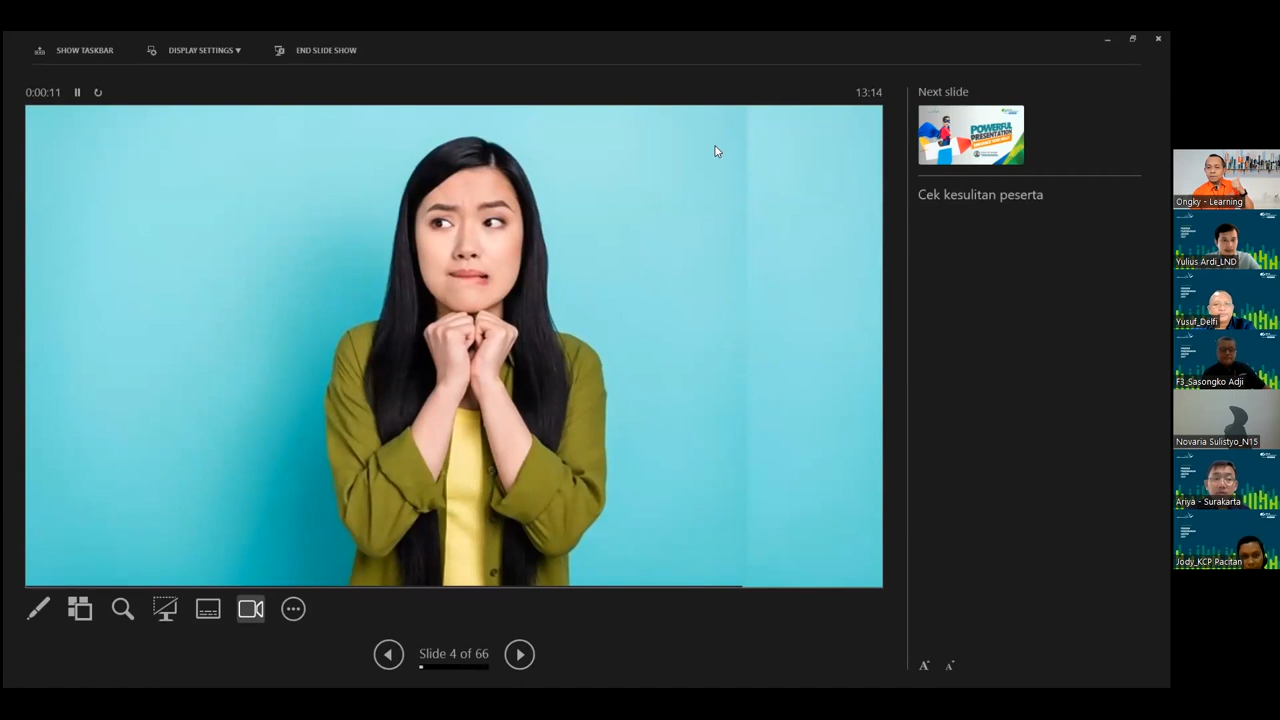 SHOW TASKBAR
DISPLAY SETTINGS ▼
END SLIDE SHOW
0:00:11
13:14
Next slide
POWERFUL
PRESENTATION
Cek kesulitan peserta
Slide 4 of 66
A
A
Ongky - Learning
Yulius Ardi_LND
Yusuf_Delfi
F3_Sasongko Adji
Novaria Sulistyo_N15
Ariya - Surakarta
Jody_KCP Pacitan